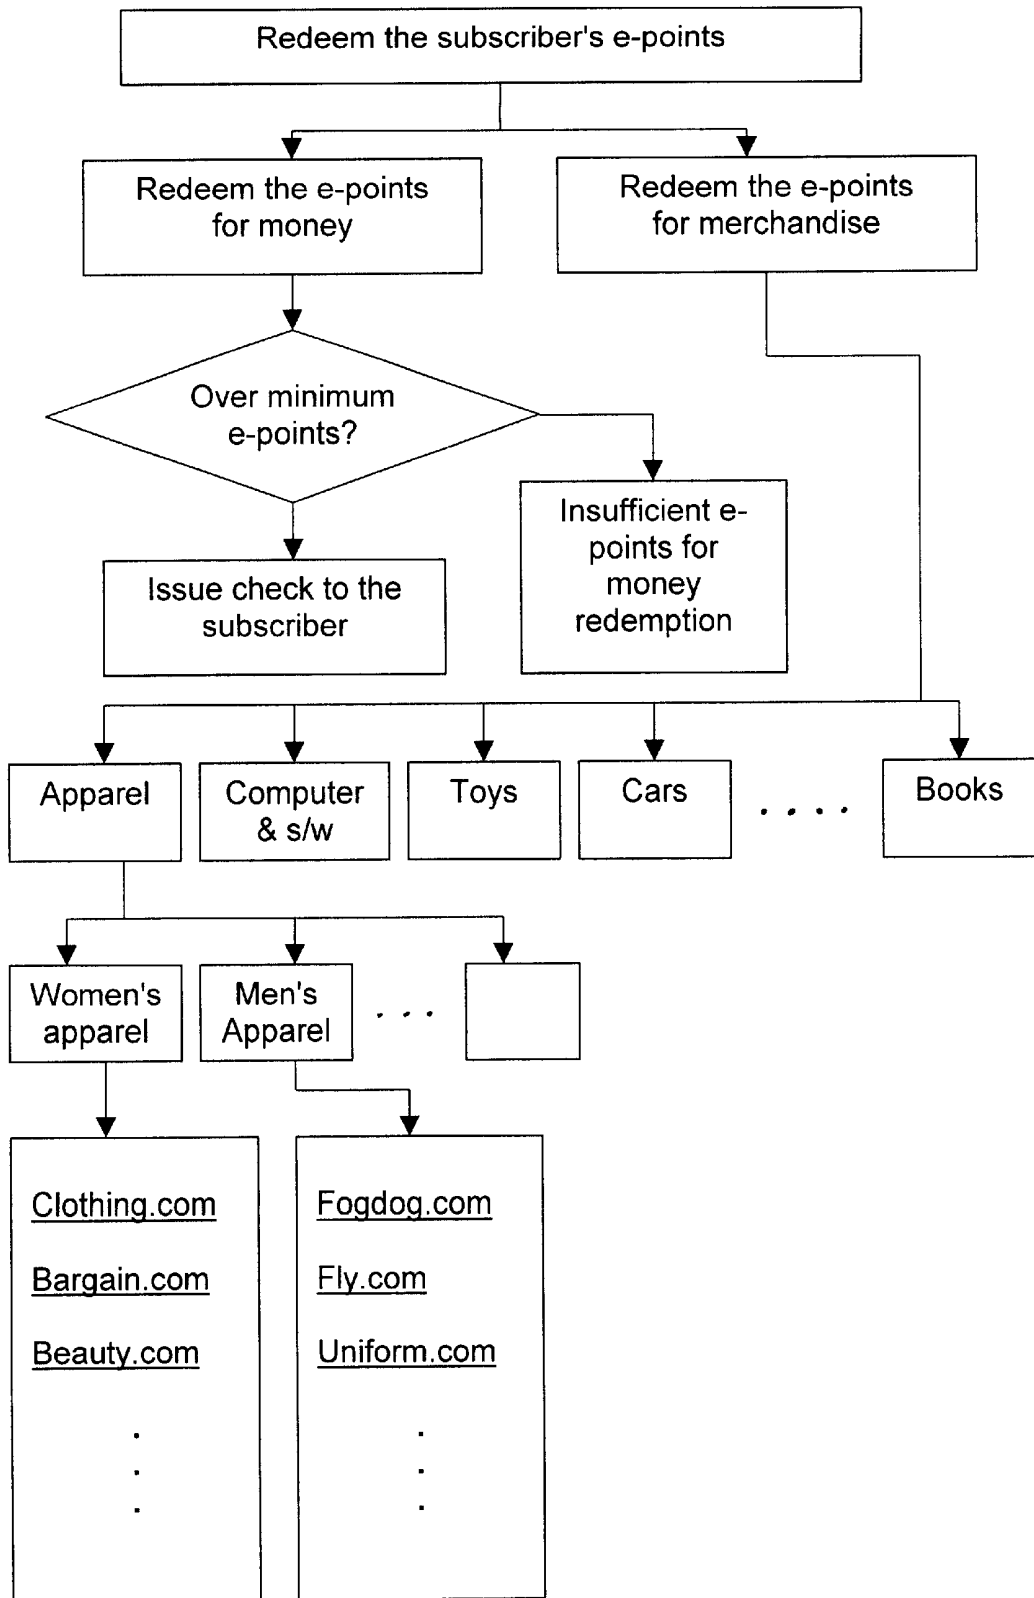 Redeem the subscriber's e-points
Redeem the e-points
for money
Redeem the e-points
for merchandise
Over minimum
e-points?
Insufficient e-
points for
money
redemption
Issue check to the
subscriber
Apparel
Computer
& s/w
Toys
Cars
. . . .
Books
Women's
apparel
Men's
Apparel
. . .
Clothing.com
Bargain.com
Beauty.com
.
.
.
Fogdog.com
Fly.com
Uniform.com
.
.
.